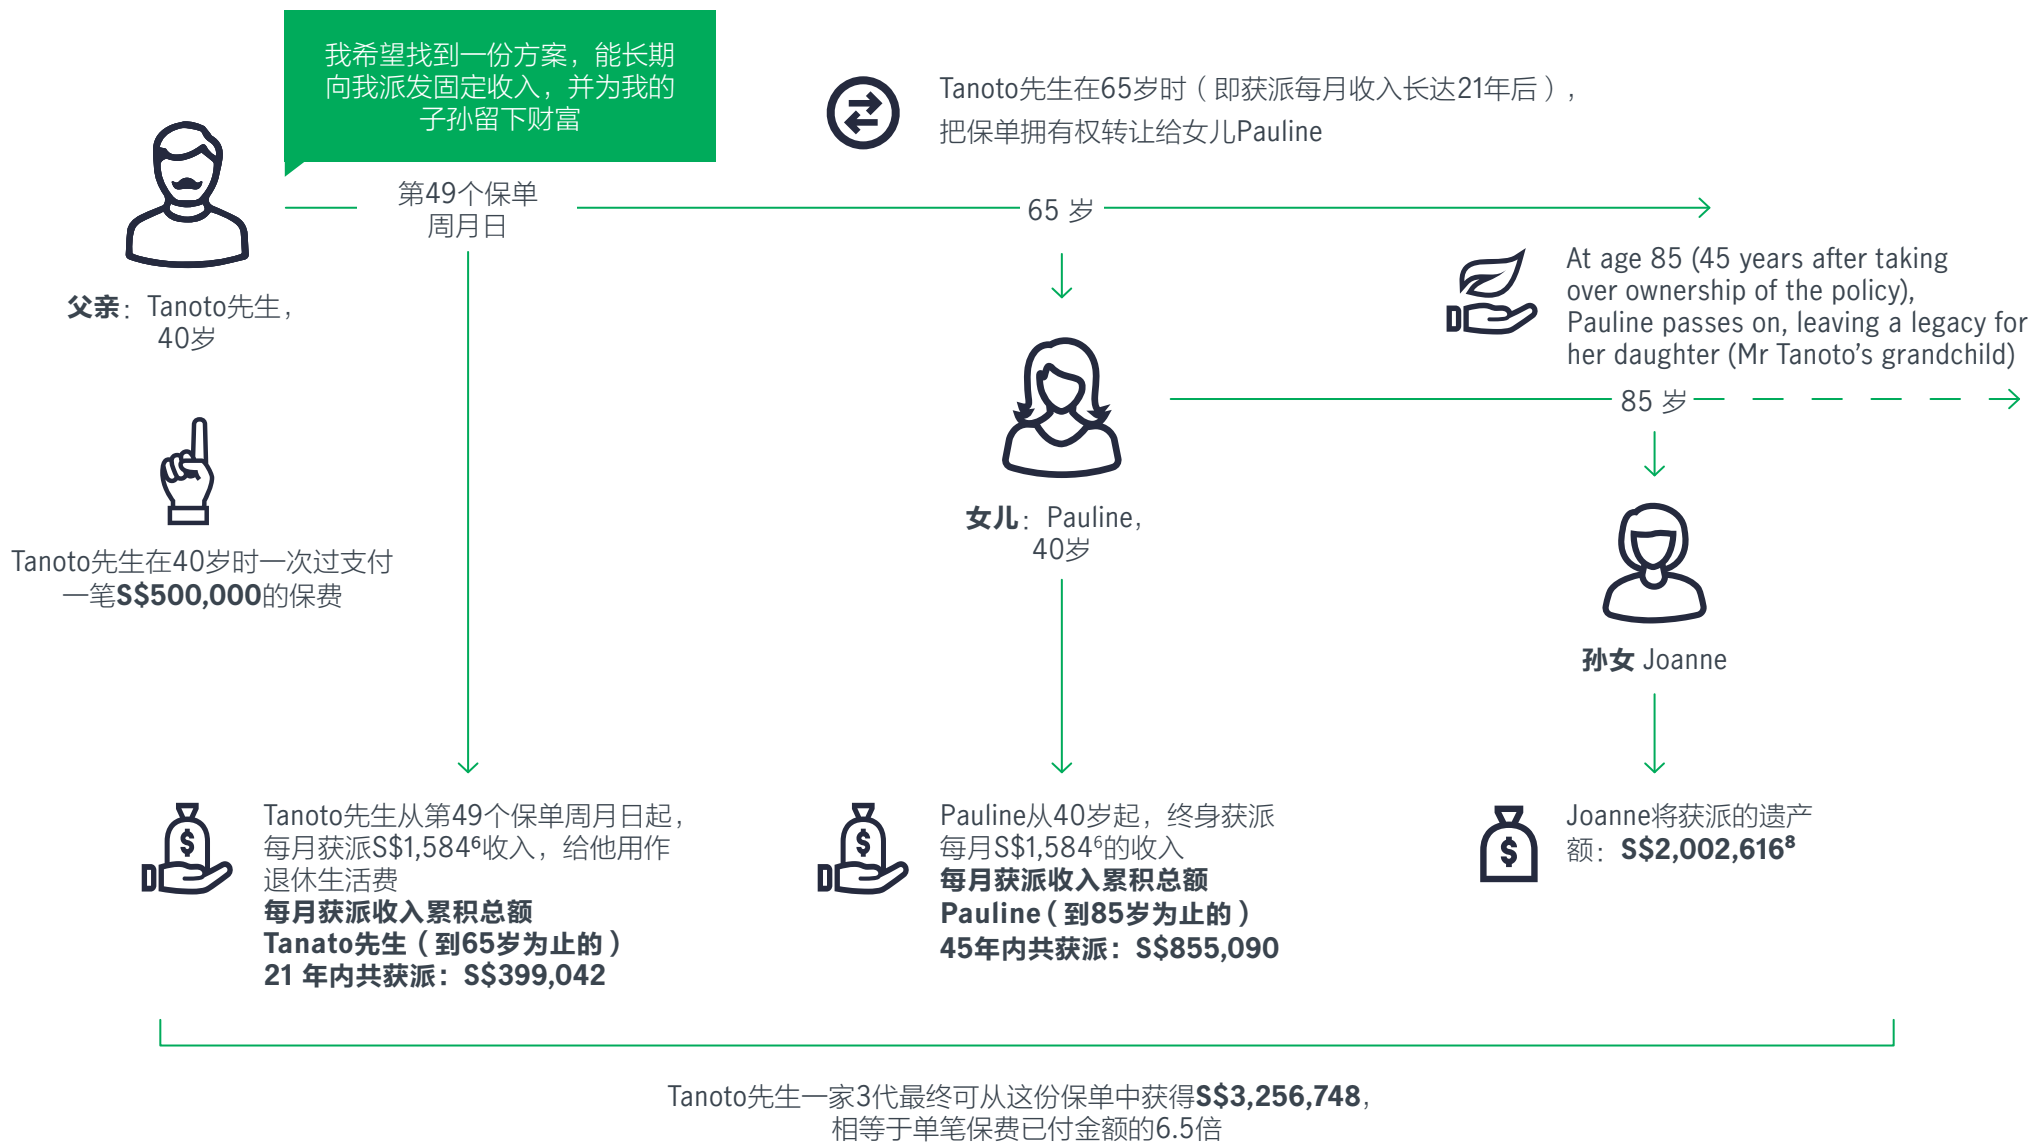 我希望找到一份方案，能长期
向我派发固定收入，并为我的
子孙留下财富
Tanoto先生在65岁时（即获派每月收入长达21年后），
把保单拥有权转让给女儿Pauline
第49个保单
周月日
65 岁
父亲：Tanoto先生，
40岁
At age 85 (45 years after taking
over ownership of the policy),
Pauline passes on, leaving a legacy for
her daughter (Mr Tanoto’s grandchild)
85 岁
女儿：Pauline，
40岁
Tanoto先生在40岁时一次过支付
一笔S$500,000的保费
孙女 Joanne
$
Tanoto先生从第49个保单周月日起，
每月获派S$1,584⁶收入，给他用作
退休生活费
每月获派收入累积总额
Tanato先生（到65岁为止的）
21 年内共获派：S$399,042
$
Pauline从40岁起，终身获派
每月S$1,584⁶的收入
每月获派收入累积总额
Pauline（到85岁为止的）
45年内共获派：S$855,090
$
Joanne将获派的遗产
额：S$2,002,616⁸
Tanoto先生一家3代最终可从这份保单中获得S$3,256,748，
相等于单笔保费已付金额的6.5倍